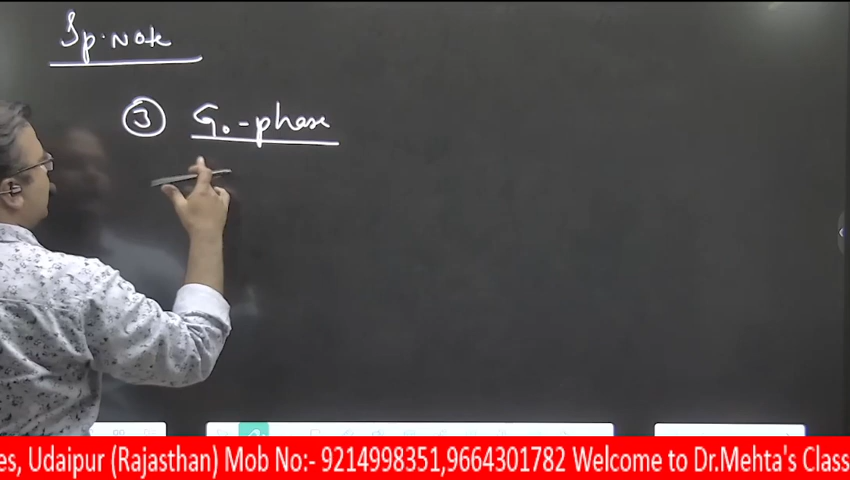 Sp. Note
③ G₀-phase
es, Udaipur (Rajasthan) Mob No:- 9214998351,9664301782 Welcome to Dr.Mehta's Class